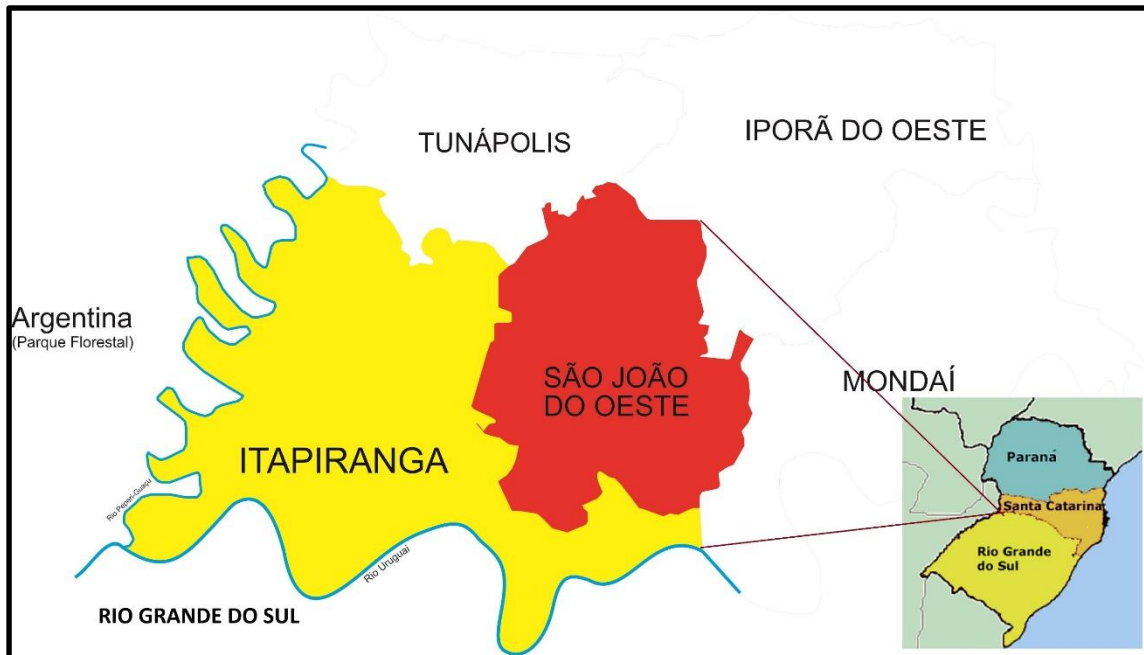 TUNÁPOLIS
IPORÃ DO OESTE
Argentina
(Parque Florestal)
SÃO JOÃO
DO OESTE
MONDAÍ
ITAPIRANGA
Rio Peperi-Guaçu
Rio Uruguai
RIO GRANDE DO SUL
Paraná
Santa Catarina
Rio Grande
do Sul